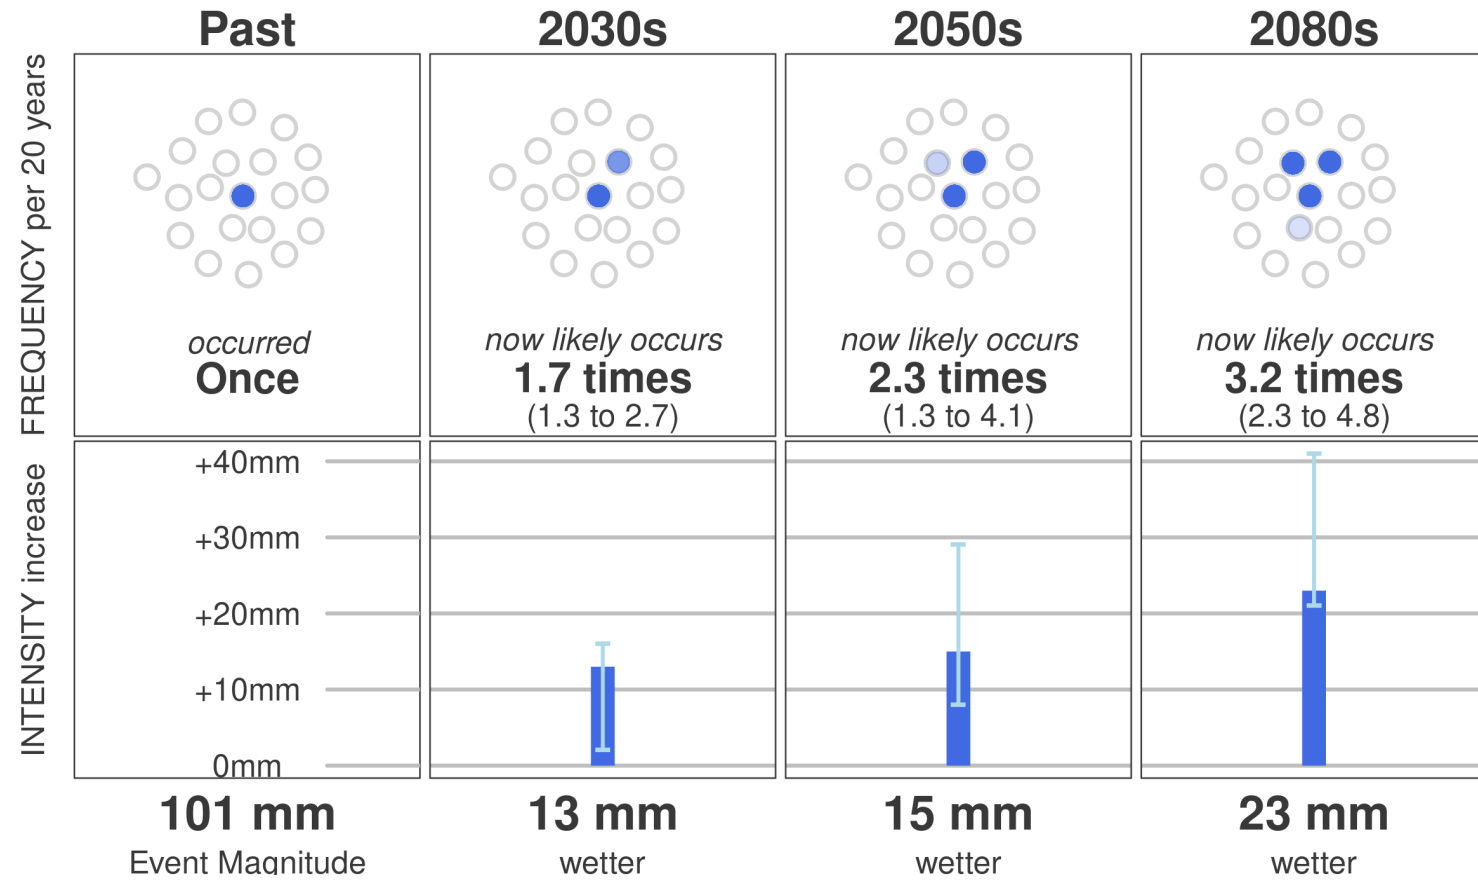 Past
2030s
2050s
2080s
FREQUENCY per 20 years
occurred
Once
now likely occurs
1.7 times
(1.3 to 2.7)
now likely occurs
2.3 times
(1.3 to 4.1)
now likely occurs
3.2 times
(2.3 to 4.8)
INTENSITY increase
+40mm
+30mm
+20mm
+10mm
0mm
101 mm
Event Magnitude
13 mm
wetter
15 mm
wetter
23 mm
wetter